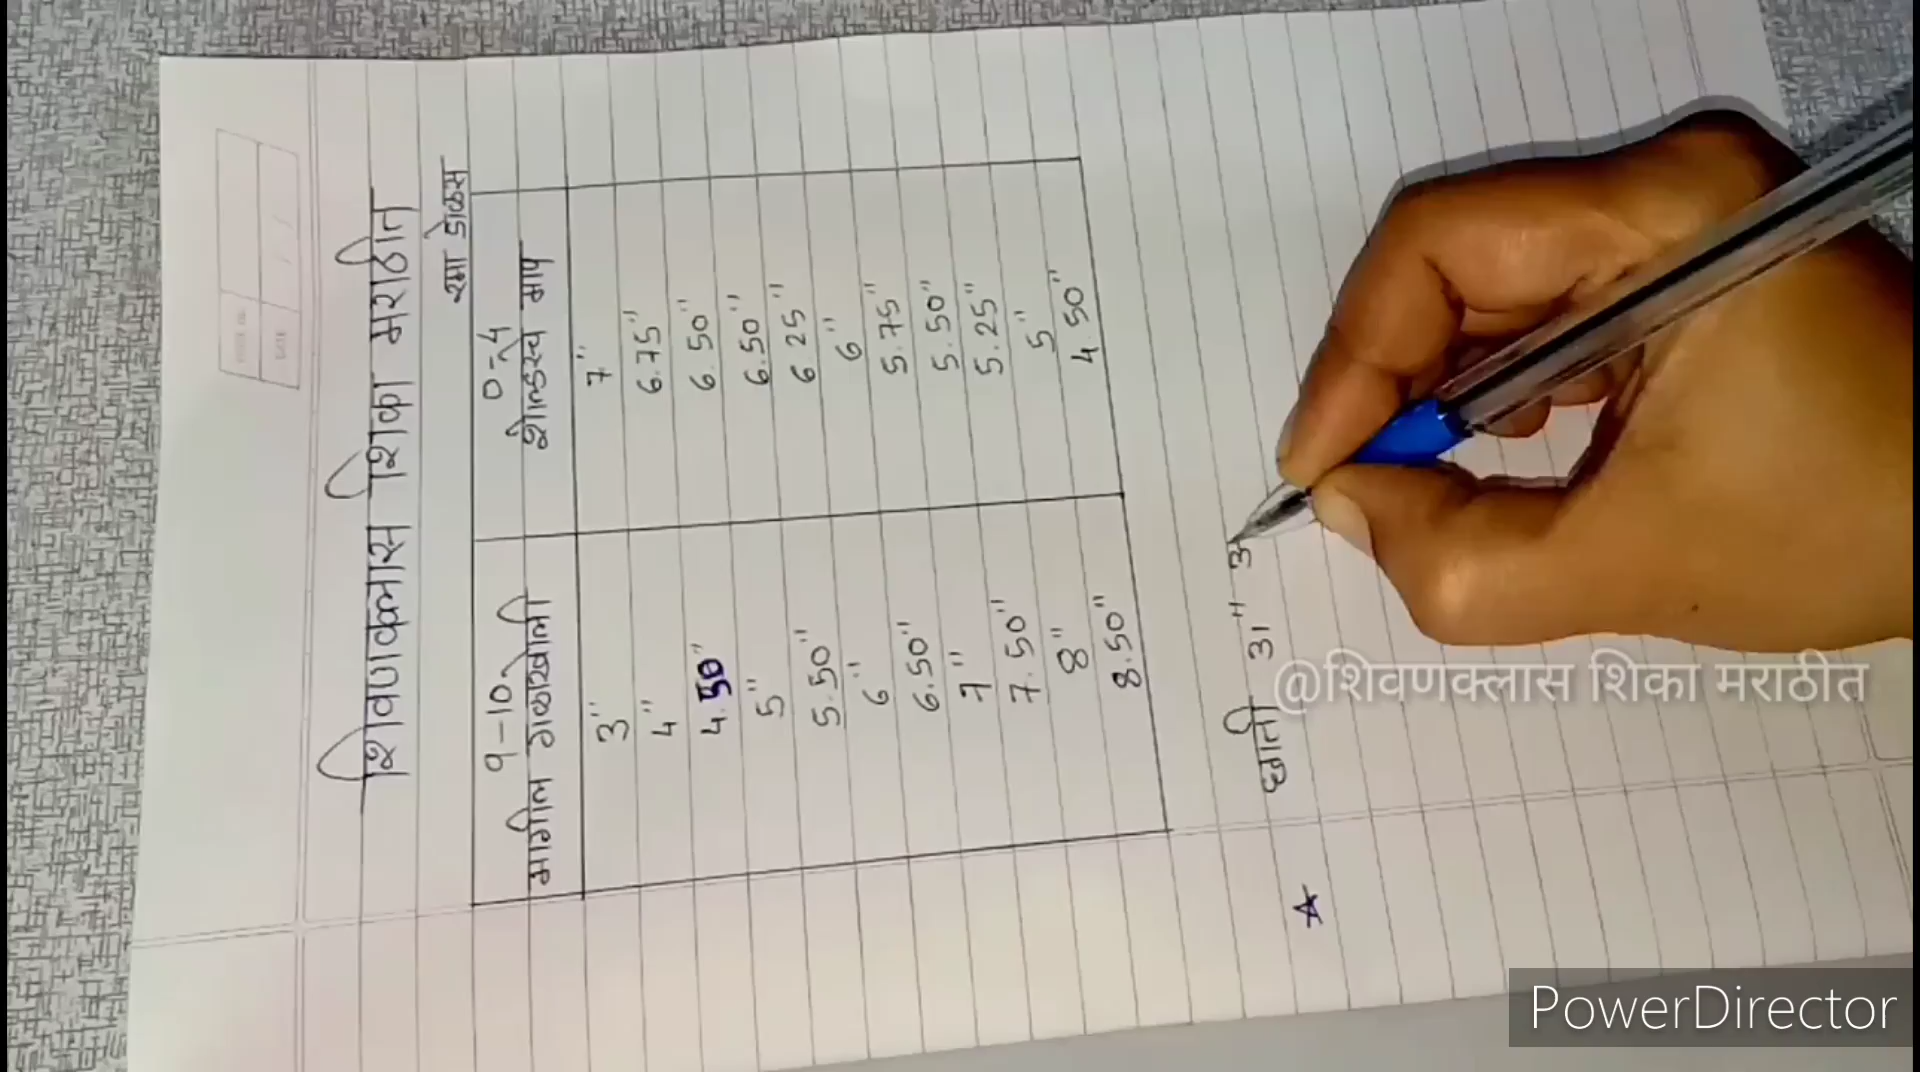 शिवणक्लास शिका मराठीत
रमा डोळस
9-10 0-4
मागील गळाखोली शोल्डरचे माप
3" 7"
4" 6.75"
4.50" 6.50"
5" 6.50"
5.50" 6.25"
6" 6"
6.50" 5.75"
7" 5.50"
7.50" 5.25"
8" 5"
8.50" 4.50"
☆ छाती 31" 3
@शिवणक्लास शिका मराठीत
PowerDirector